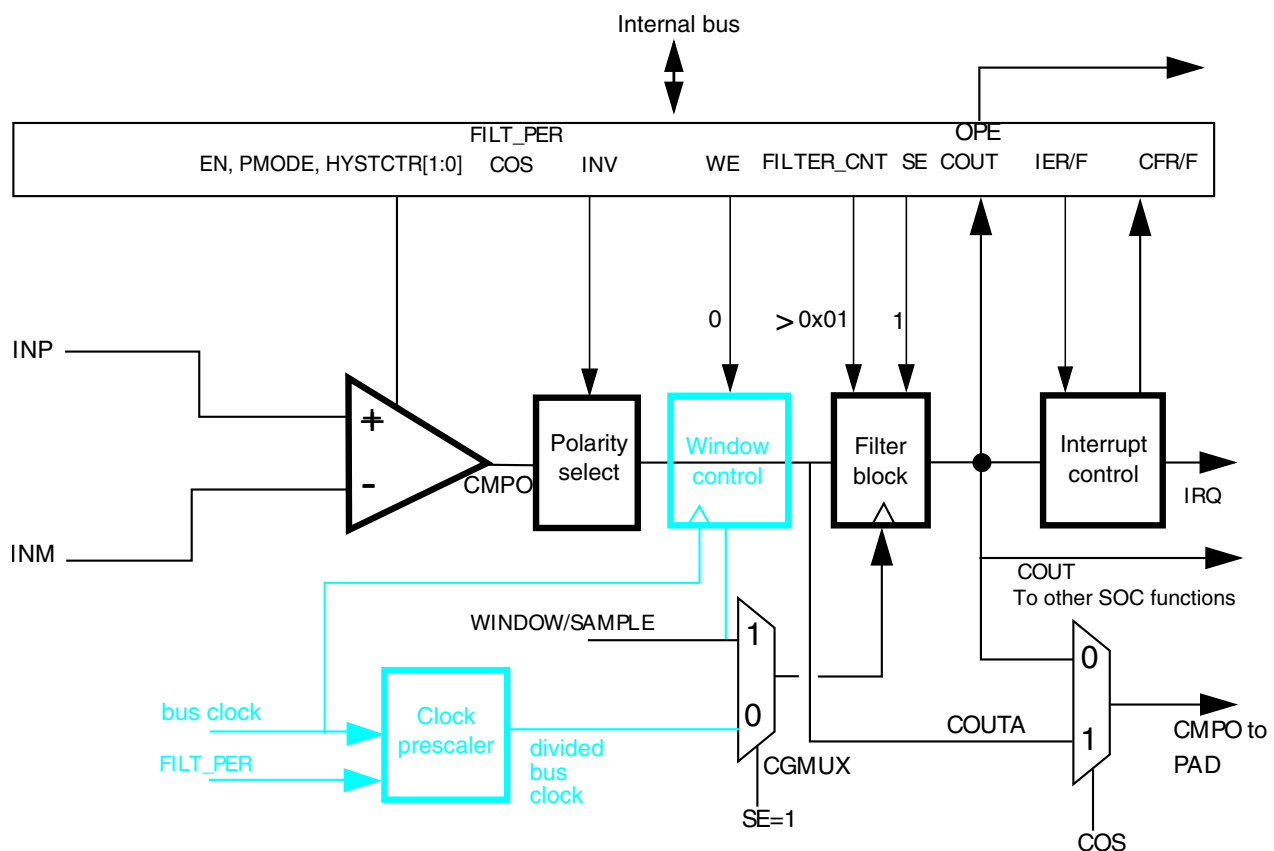 Internal bus
FILT_PER
OPE
EN, PMODE, HYSTCTR[1:0]
COS
INV
WE
FILTER_CNT
SE
COUT
IER/F
CFR/F
0
> 0x01
1
INP
+
-
CMPO
INM
Polarity
select
Window
control
Filter
block
Interrupt
control
IRQ
COUT
To other SOC functions
WINDOW/SAMPLE
1
0
bus clock
FILT_PER
Clock
prescaler
divided
bus
clock
CGMUX
SE=1
0
1
COUTA
CMPO to
PAD
COS